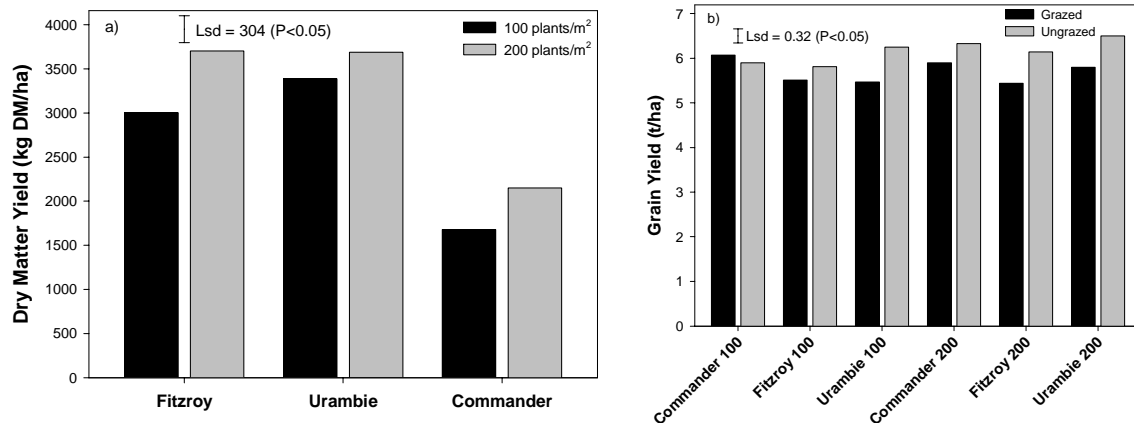 a)
Lsd = 304 (P<0.05)
100 plants/m²
200 plants/m²
Dry Matter Yield (kg DM/ha)
4000
3500
3000
2500
2000
1500
1000
500
0
Fitzroy
Urambie
Commander
b)
Lsd = 0.32 (P<0.05)
Grazed
Ungrazed
Grain Yield (t/ha)
7
6
5
4
3
2
1
0
Commander 100
Fitzroy 100
Urambie 100
Commander 200
Fitzroy 200
Urambie 200